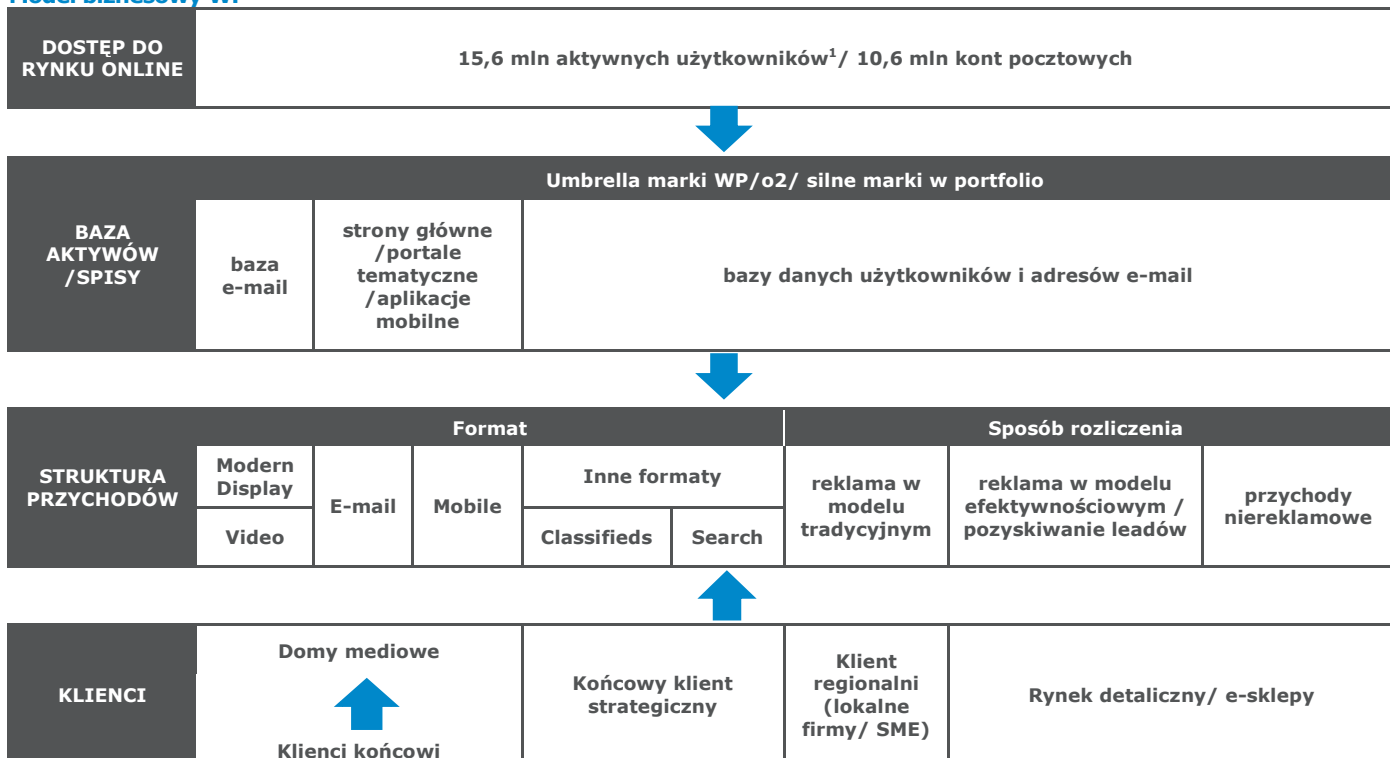 Model biznesowy WP
DOSTĘP DO
RYNKU ONLINE
15,6 mln aktywnych użytkowników¹/ 10,6 mln kont pocztowych
Umbrella marki WP/o2/ silne marki w portfolio
BAZA
AKTYWÓW
/SPISY
baza
e-mail
strony główne
/portale
tematyczne
/aplikacje
mobilne
bazy danych użytkowników i adresów e-mail
Format
Sposób rozliczenia
STRUKTURA
PRZYCHODÓW
Modern
Display
Video
E-mail
Mobile
Inne formaty
Classifieds
Search
reklama w
modelu
tradycyjnym
reklama w modelu
efektywnościowym /
pozyskiwanie leadów
przychody
niereklamowe
KLIENCI
Domy mediowe
Klienci końcowi
Końcowy klient
strategiczny
Klient
regionalni
(lokalne
firmy/ SME)
Rynek detaliczny/ e-sklepy